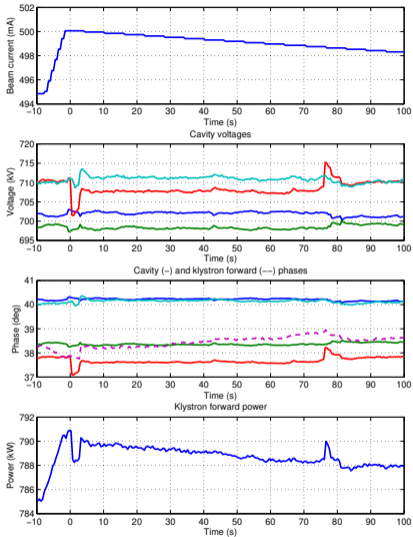 502
500
498
496
494
Beam current (mA)
−10 0 10 20 30 40 50 60 70 80 90 100
Time (s)
Cavity voltages
720
715
710
705
700
695
Voltage (kV)
−10 0 10 20 30 40 50 60 70 80 90 100
Time (s)
Cavity (−) and klystron forward (−−) phases
41
40
39
38
37
Phase (deg)
−10 0 10 20 30 40 50 60 70 80 90 100
Time (s)
Klystron forward power
792
790
788
786
784
Power (kW)
−10 0 10 20 30 40 50 60 70 80 90 100
Time (s)